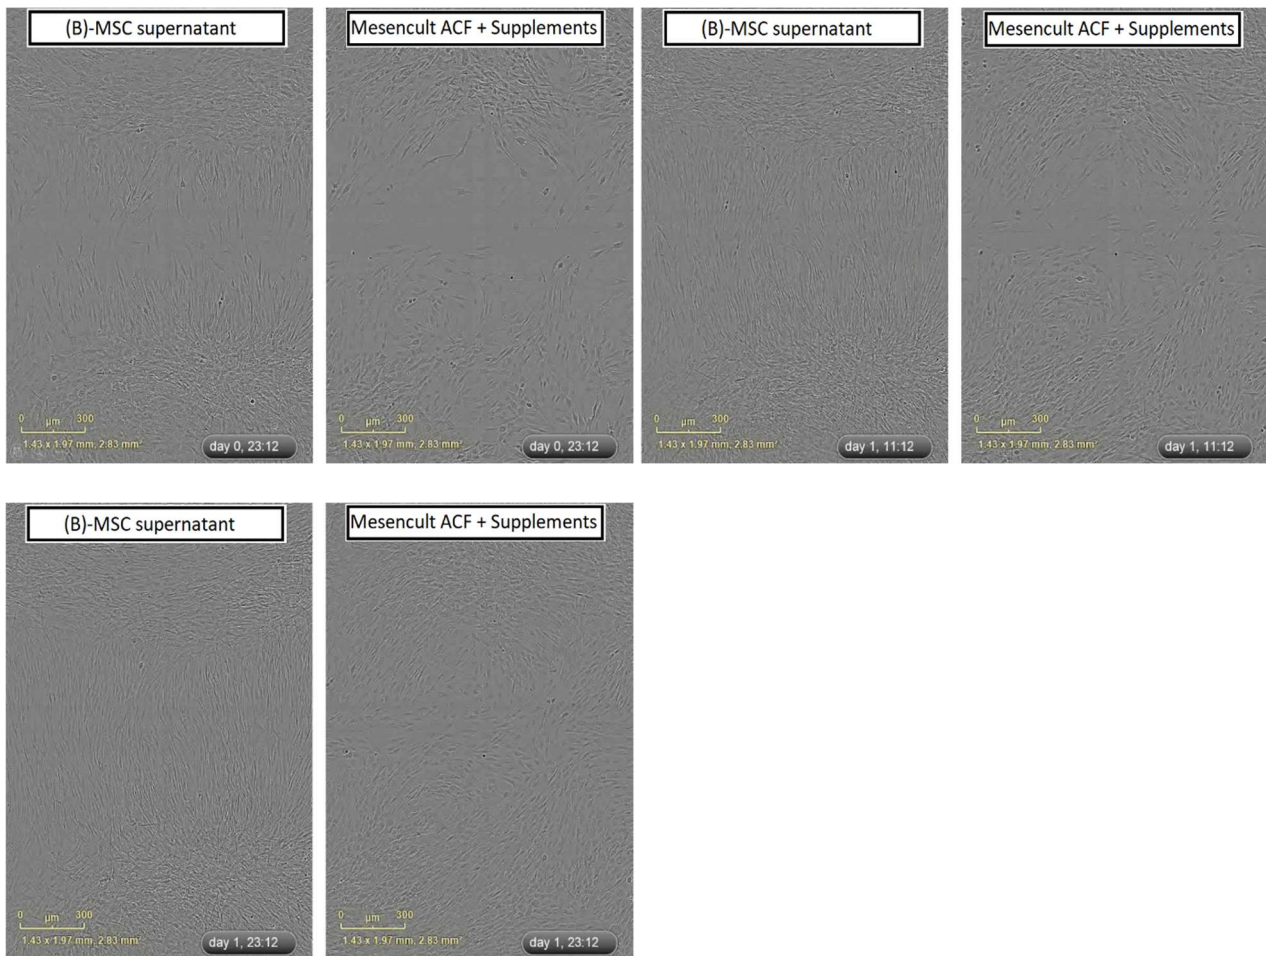 (B)-MSC supernatant
Mesencult ACF + Supplements
(B)-MSC supernatant
Mesencult ACF + Supplements
0 µm 300
1.43 x 1.97 mm, 2.83 mm²
day 0, 23:12
0 µm 300
1.43 x 1.97 mm, 2.83 mm²
day 0, 23:12
0 µm 300
1.43 x 1.97 mm, 2.83 mm²
day 1, 11:12
0 µm 300
1.43 x 1.97 mm, 2.83 mm²
day 1, 11:12
(B)-MSC supernatant
Mesencult ACF + Supplements
0 µm 300
1.43 x 1.97 mm, 2.83 mm²
day 1, 23:12
0 µm 300
1.43 x 1.97 mm, 2.83 mm²
day 1, 23:12